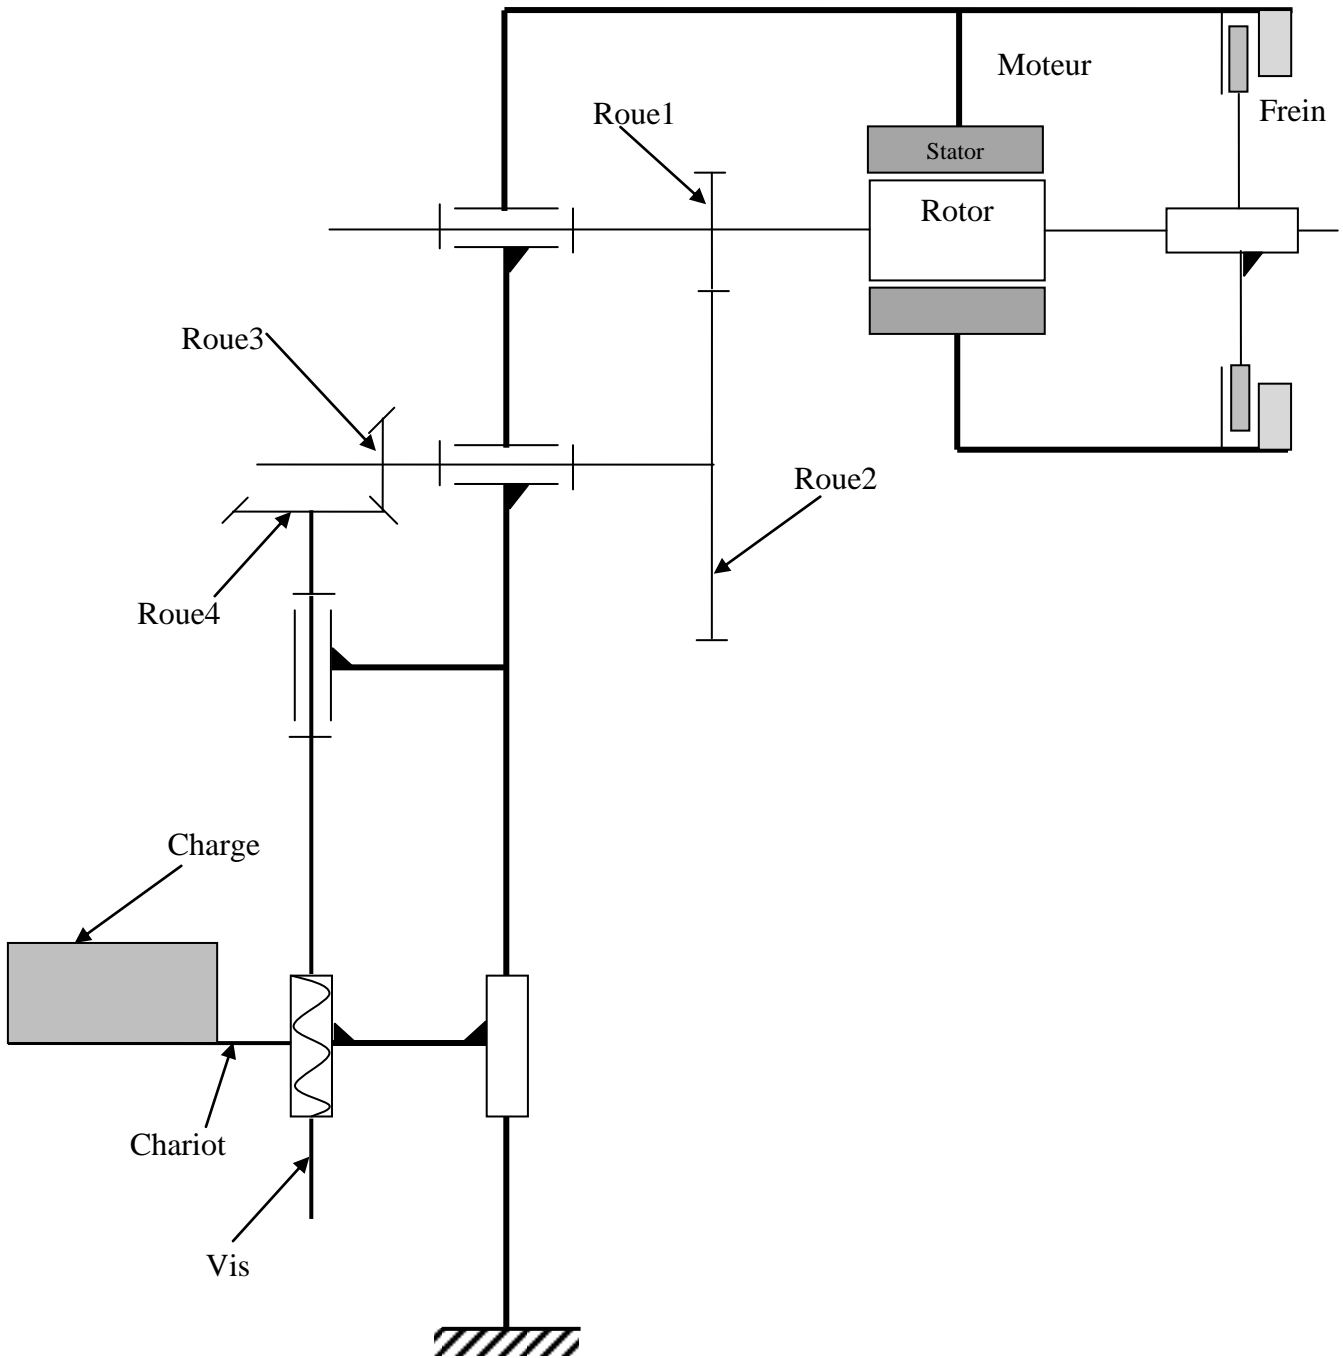 Moteur
Frein
Roue1
Stator
Rotor
Roue3
Roue2
Roue4
Charge
Chariot
Vis